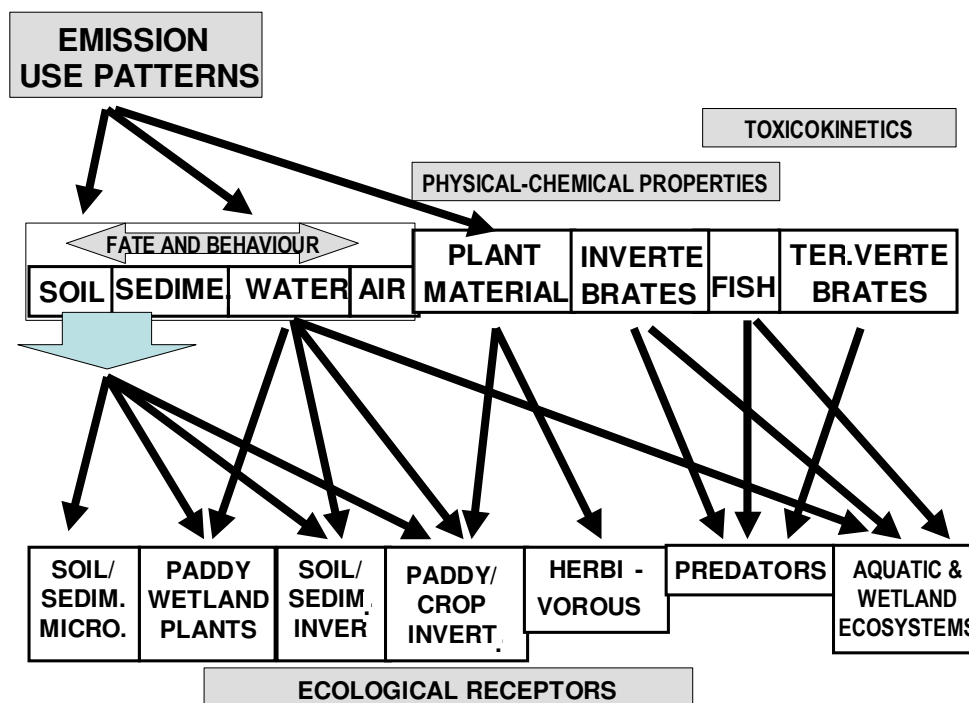 EMISSION
USE PATTERNS
TOXICOKINETICS
PHYSICAL-CHEMICAL PROPERTIES
FATE AND BEHAVIOUR
SOIL
SEDIME.
WATER
AIR
PLANT
MATERIAL
INVERTE
BRATES
FISH
TER.VERTE
BRATES
SOIL/
SEDIM.
MICRO.
PADDY
WETLAND
PLANTS
SOIL/
SEDIM.
INVER
PADDY/
CROP
INVERT.
HERBI -
VOROUS
PREDATORS
AQUATIC &
WETLAND
ECOSYSTEMS
ECOLOGICAL RECEPTORS